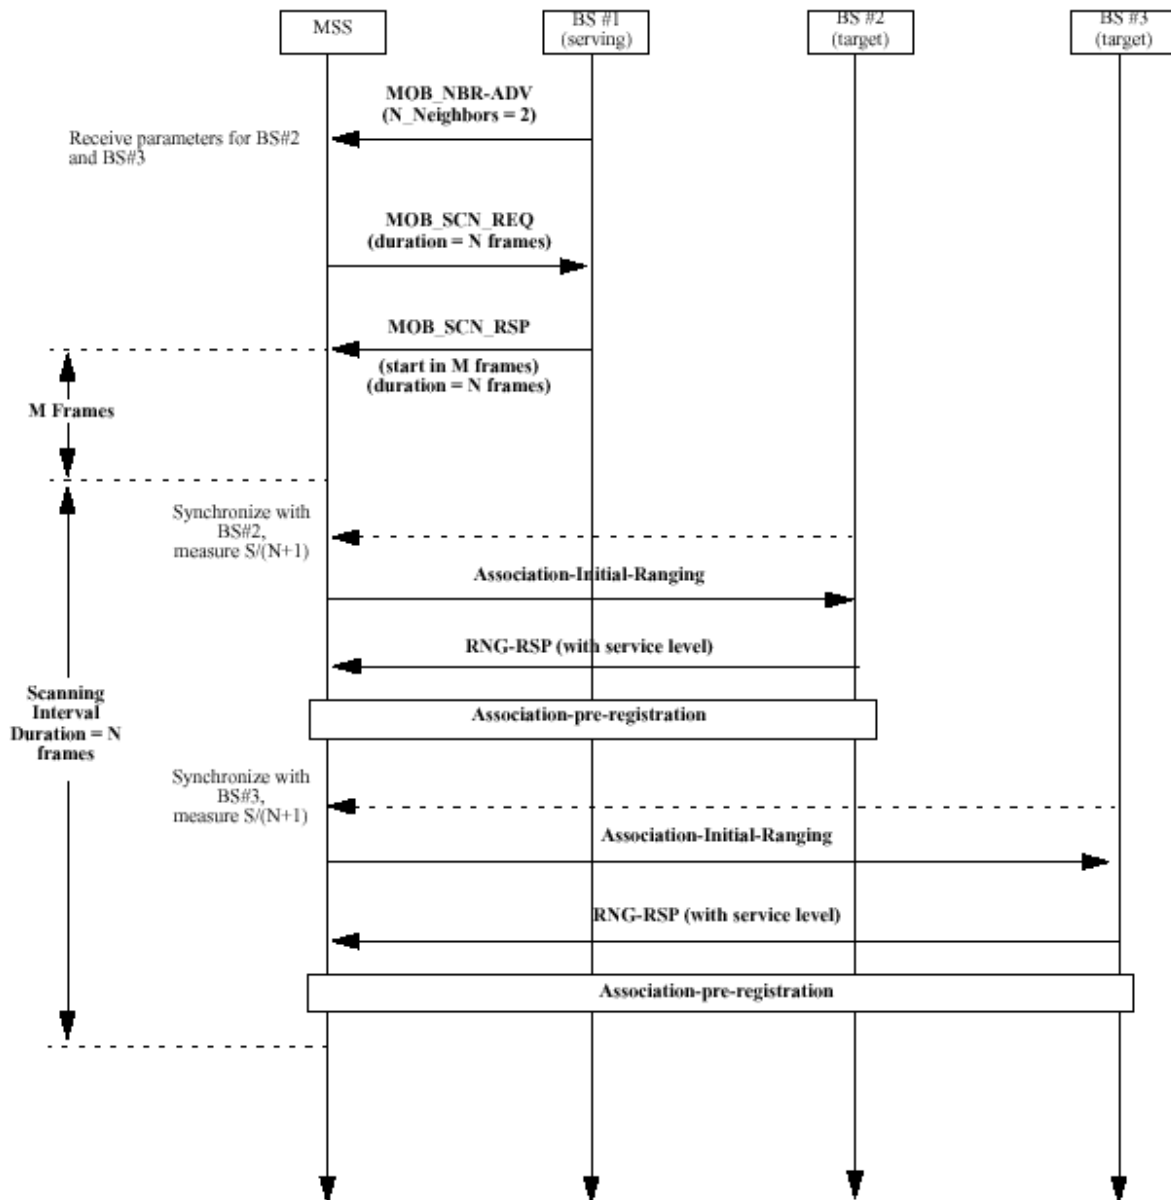 MSS
BS #1
(serving)
BS #2
(target)
BS #3
(target)
MOB_NBR-ADV
(N_Neighbors = 2)
Receive parameters for BS#2
and BS#3
MOB_SCN_REQ
(duration = N frames)
MOB_SCN_RSP
(start in M frames)
(duration = N frames)
M Frames
Synchronize with
BS#2,
measure S/(N+1)
Association-Initial-Ranging
RNG-RSP (with service level)
Scanning
Interval
Duration = N
frames
Association-pre-registration
Synchronize with
BS#3,
measure S/(N+1)
Association-Initial-Ranging
RNG-RSP (with service level)
Association-pre-registration